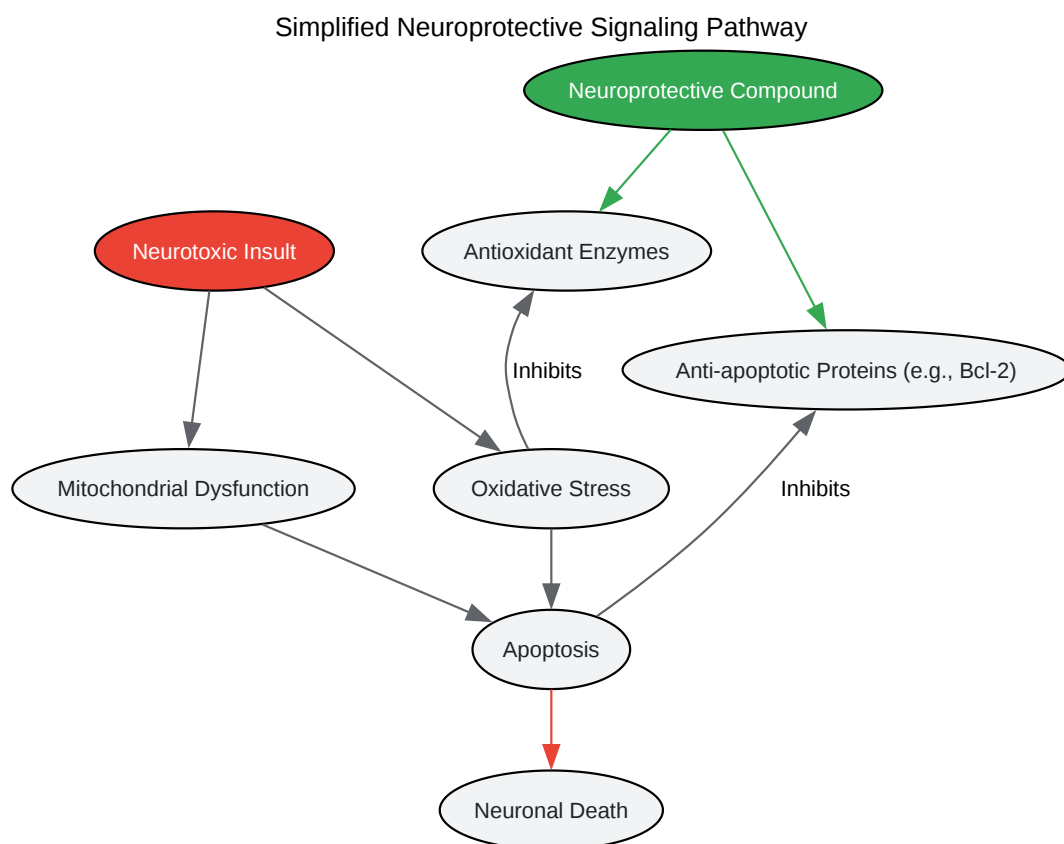 Simplified Neuroprotective Signaling Pathway
Neuroprotective Compound
Neurotoxic Insult
Antioxidant Enzymes
Inhibits
Anti-apoptotic Proteins (e.g., Bcl-2)
Mitochondrial Dysfunction
Oxidative Stress
Inhibits
Apoptosis
Neuronal Death